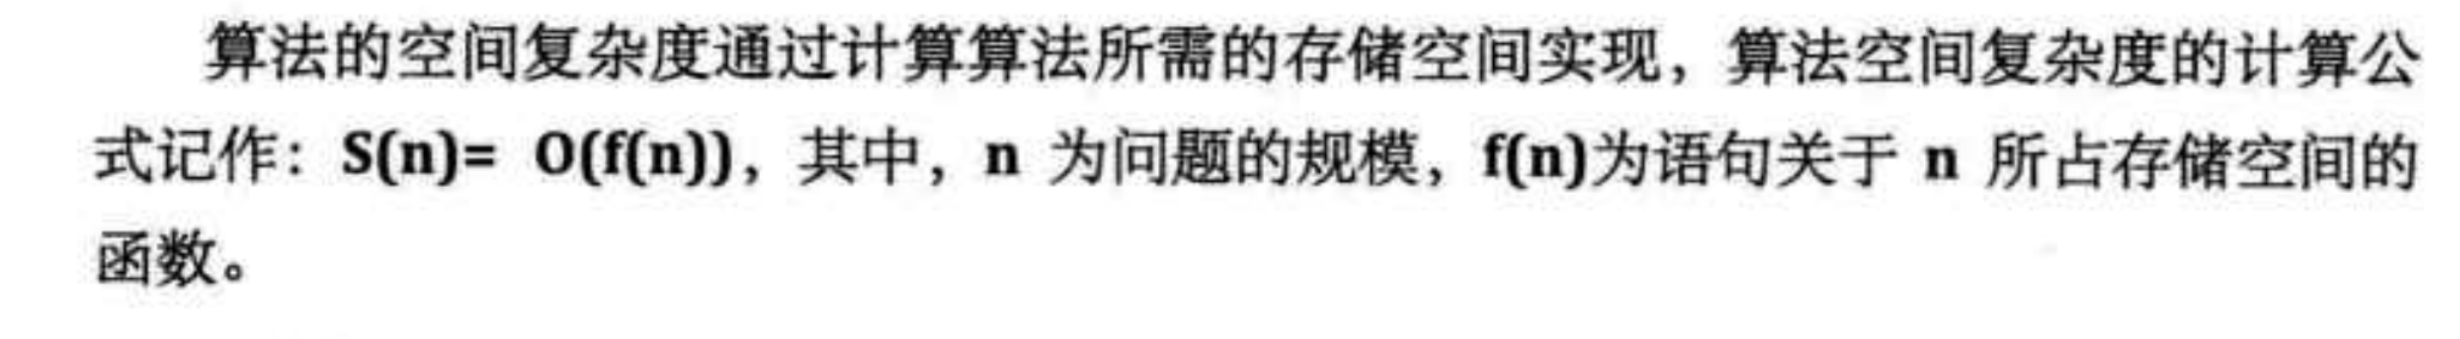 算法的空间复杂度通过计算算法所需的存储空间实现，算法空间复杂度的计算公
式记作：S(n)= O(f(n))，其中，n 为问题的规模，f(n)为语句关于 n 所占存储空间的
函数。